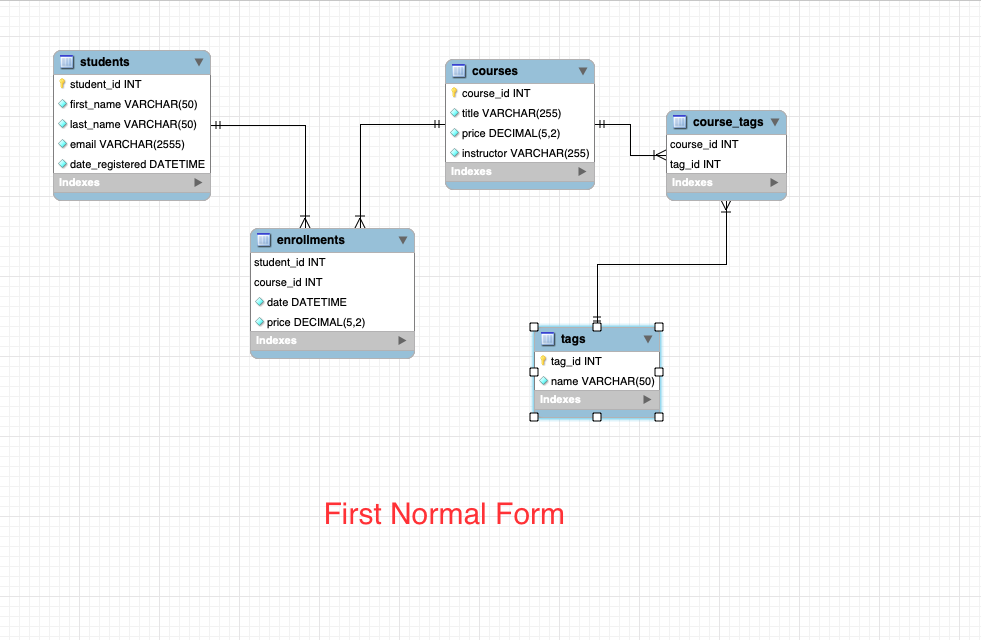 students
student_id INT
first_name VARCHAR(50)
last_name VARCHAR(50)
email VARCHAR(2555)
date_registered DATETIME
Indexes
courses
course_id INT
title VARCHAR(255)
price DECIMAL(5,2)
instructor VARCHAR(255)
Indexes
course_tags
course_id INT
tag_id INT
Indexes
enrollments
student_id INT
course_id INT
date DATETIME
price DECIMAL(5,2)
Indexes
tags
tag_id INT
name VARCHAR(50)
Indexes
First Normal Form